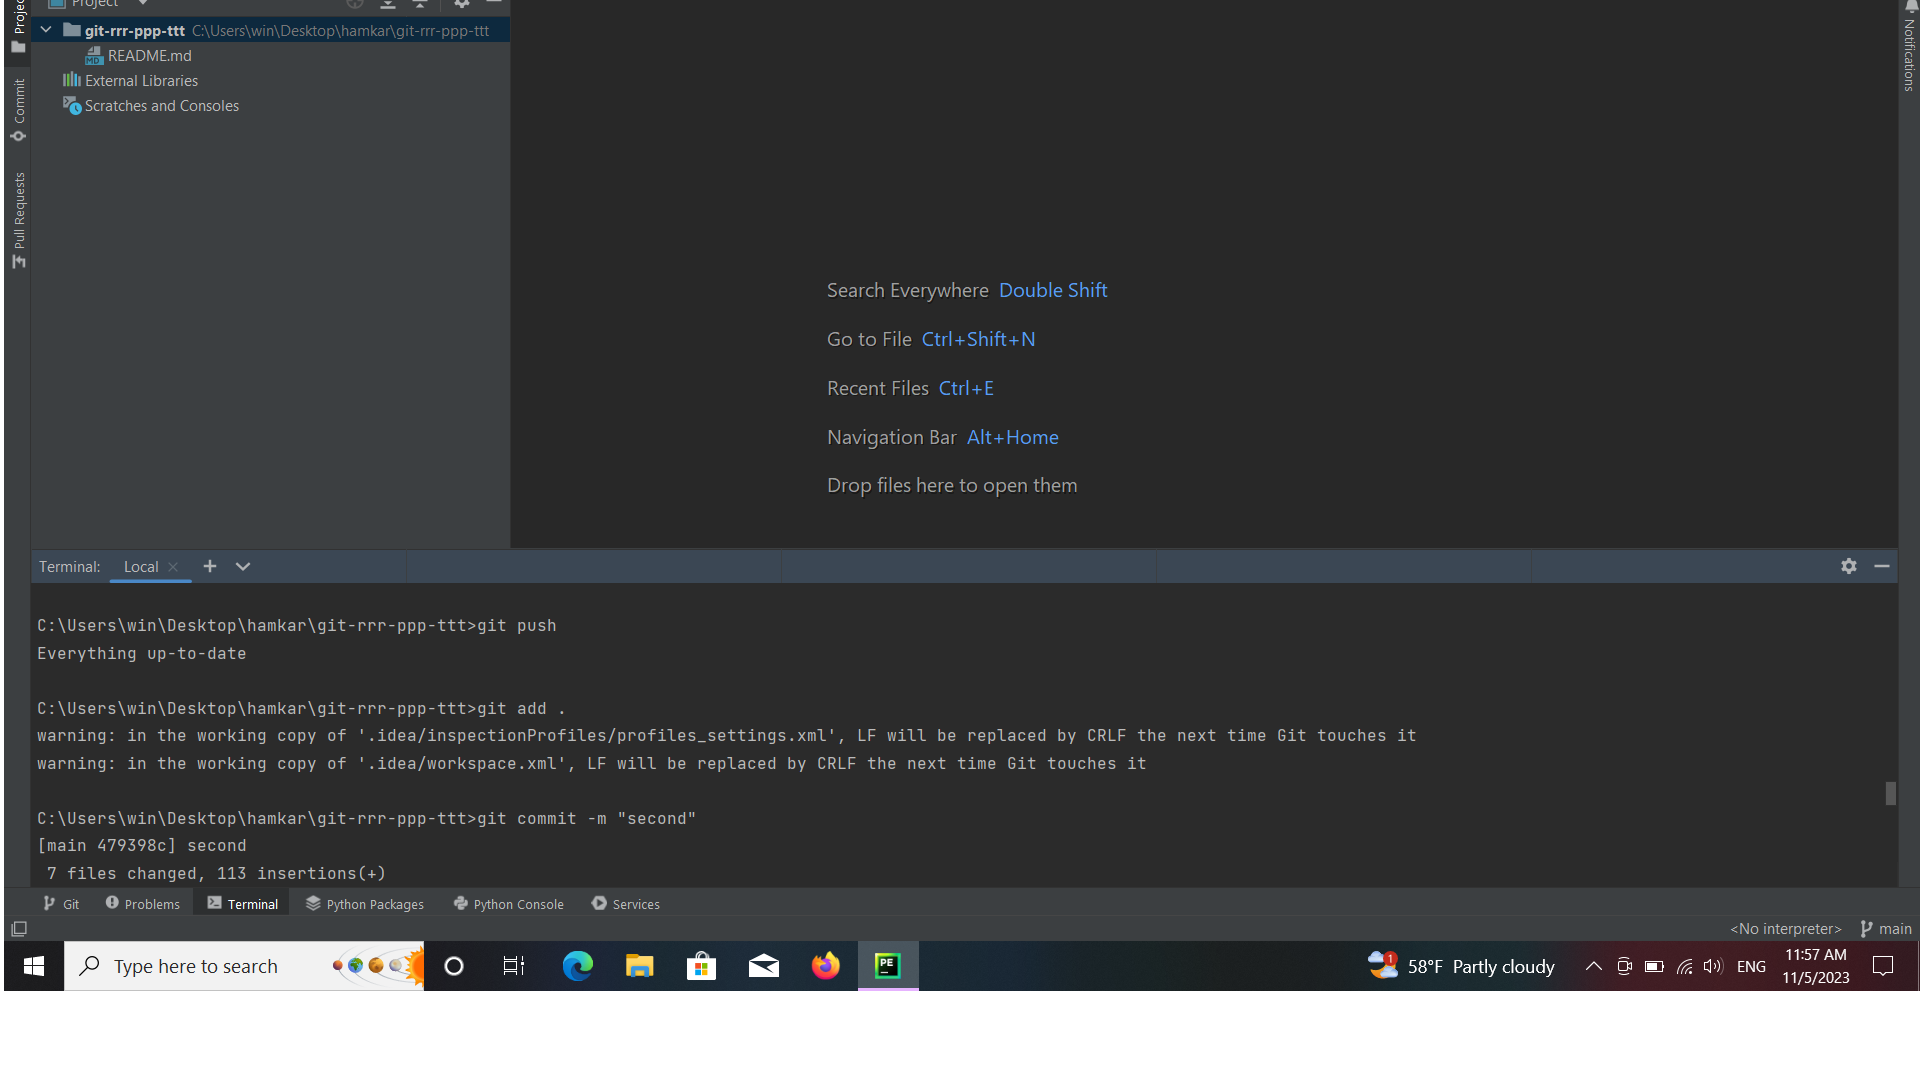 Project
Project
git-rrr-ppp-ttt C:\Users\win\Desktop\hamkar\git-rrr-ppp-ttt
README.md
External Libraries
Scratches and Consoles
Commit
Pull Requests
Notifications
Search Everywhere Double Shift
Go to File Ctrl+Shift+N
Recent Files Ctrl+E
Navigation Bar Alt+Home
Drop files here to open them
Terminal: Local
C:\Users\win\Desktop\hamkar\git-rrr-ppp-ttt>git push
Everything up-to-date
C:\Users\win\Desktop\hamkar\git-rrr-ppp-ttt>git add .
warning: in the working copy of '.idea/inspectionProfiles/profiles_settings.xml', LF will be replaced by CRLF the next time Git touches it
warning: in the working copy of '.idea/workspace.xml', LF will be replaced by CRLF the next time Git touches it
C:\Users\win\Desktop\hamkar\git-rrr-ppp-ttt>git commit -m "second"
[main 479398c] second
7 files changed, 113 insertions(+)
Git Problems Terminal Python Packages Python Console Services
<No interpreter> main
Type here to search
PE
1
58°F Partly cloudy
ENG
11:57 AM
11/5/2023